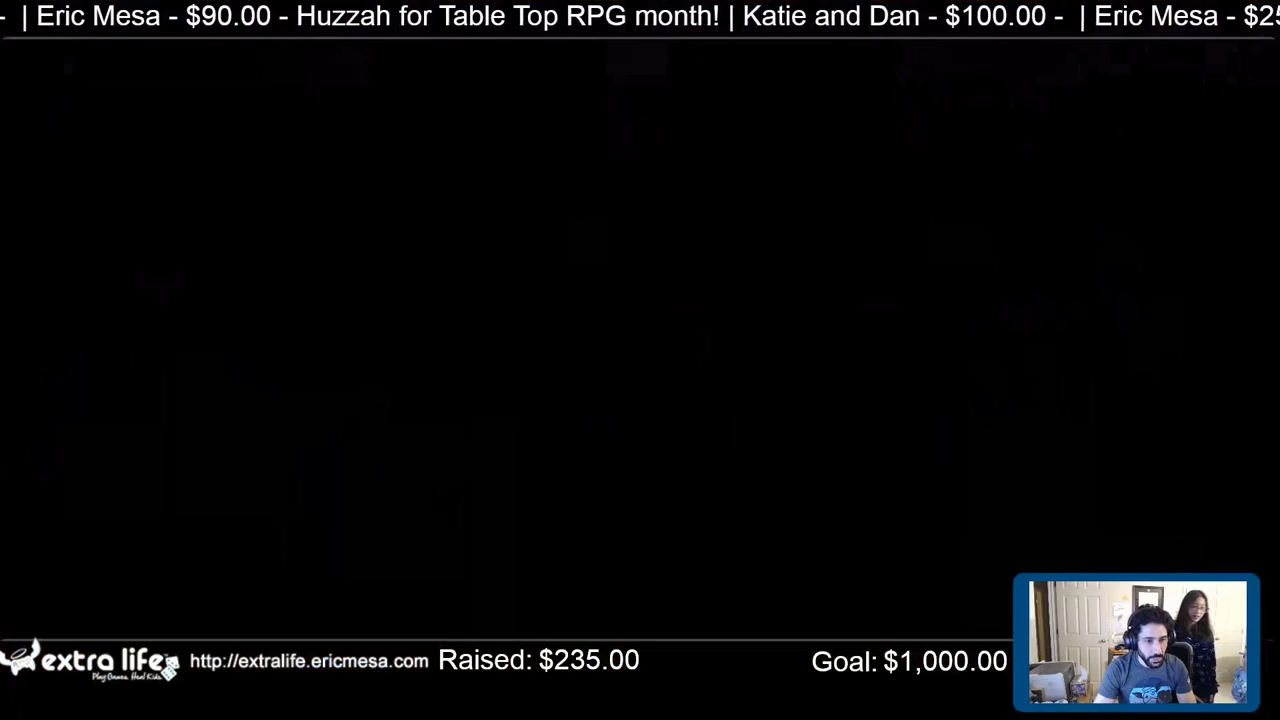 - | Eric Mesa - $90.00 - Huzzah for Table Top RPG month! | Katie and Dan - $100.00 - | Eric Mesa - $25
extra life
Play Games. Heal Kids.
http://extralife.ericmesa.com Raised: $235.00 Goal: $1,000.00